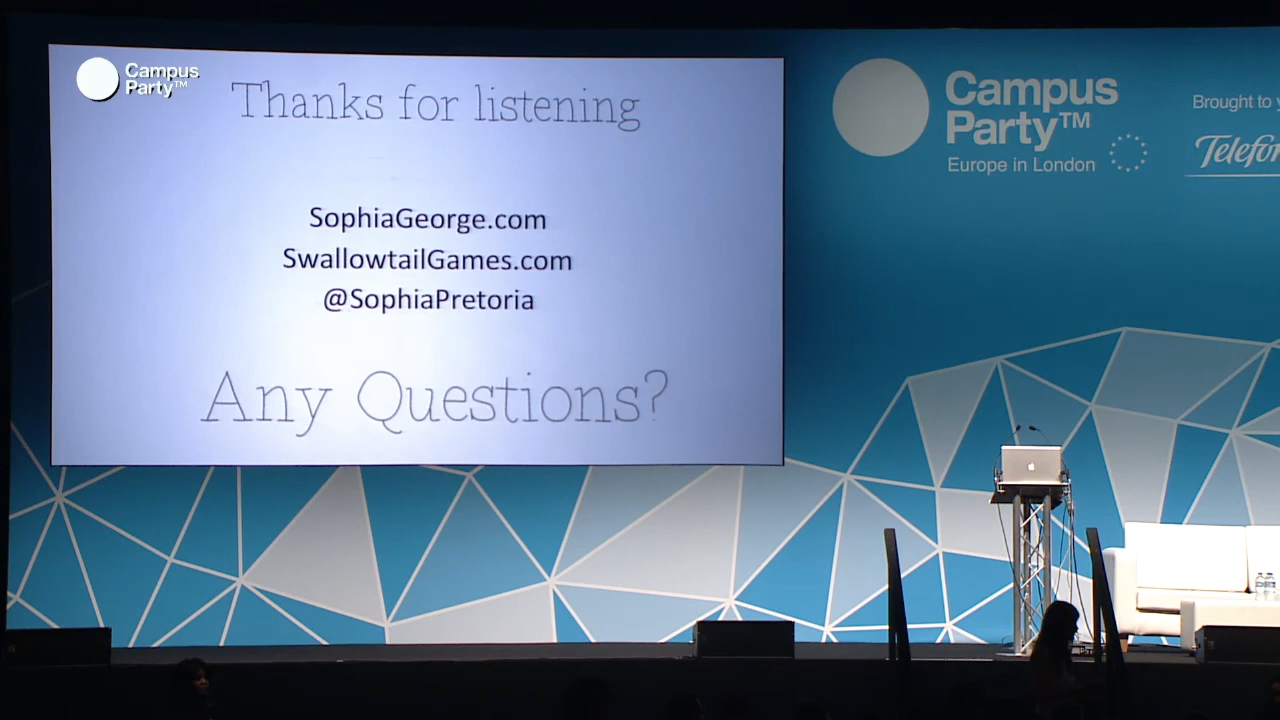 Campus
Party™
Thanks for listening
SophiaGeorge.com
SwallowtailGames.com
@SophiaPretoria
Any Questions?
Campus
Party™
Europe in London
Brought to